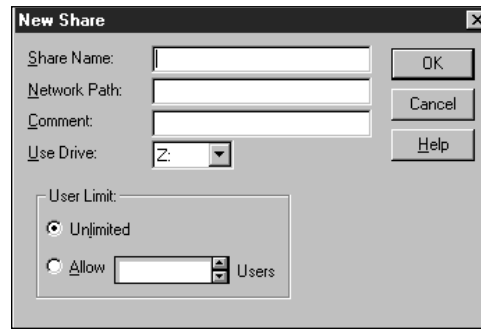 New Share
Share Name:
OK
Network Path:
Cancel
Comment:
Use Drive: Z:
Help
User Limit:
Unlimited
Allow Users